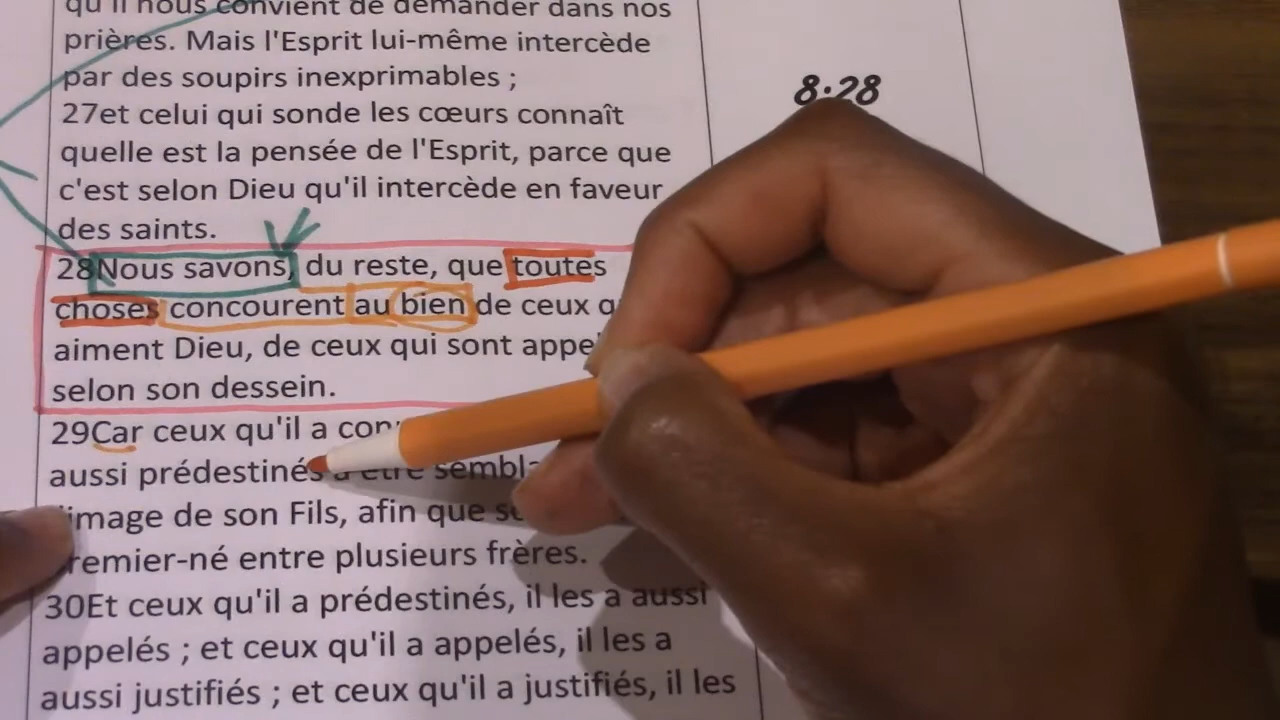 qu'il nous convient de demander dans nos
prières. Mais l'Esprit lui-même intercède
par des soupirs inexprimables ;
27et celui qui sonde les cœurs connaît
quelle est la pensée de l'Esprit, parce que
c'est selon Dieu qu'il intercède en faveur
des saints.
28Nous savons, du reste, que toutes
choses concourent au bien de ceux
aiment Dieu, de ceux qui sont
selon son dessein.
29Car ceux qu'il a
aussi prédestinés à être
l'image de son Fils, afin que
premier-né entre plusieurs frères.
30Et ceux qu'il a prédestinés, il les a aussi
appelés ; et ceux qu'il a appelés, il les a
aussi justifiés ; et ceux qu'il a justifiés, il les
8:28